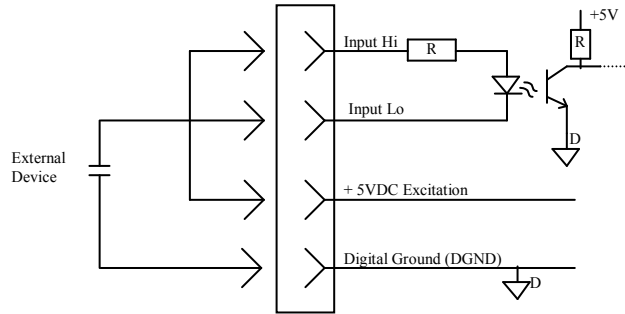 +5V
Input Hi
R
R
Input Lo
D
External
Device
+ 5VDC Excitation
Digital Ground (DGND)
D